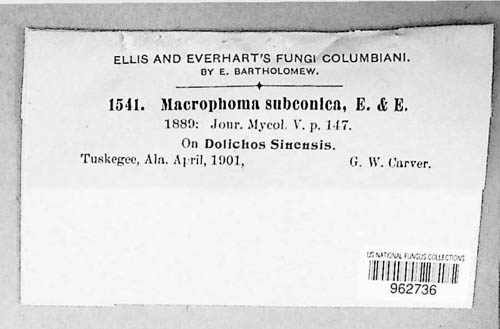 ELLIS AND EVERHART'S FUNGI COLUMBIANI.
BY E. BARTHOLOMEW.
1541. Macrophoma subconica, E. & E.
1889: Jour. Mycol. V. p. 147.
On Dolichos Sinensis.
Tuskegee, Ala. April, 1901, G. W. Carver.
US NATIONAL FUNGUS COLLECTIONS
962736